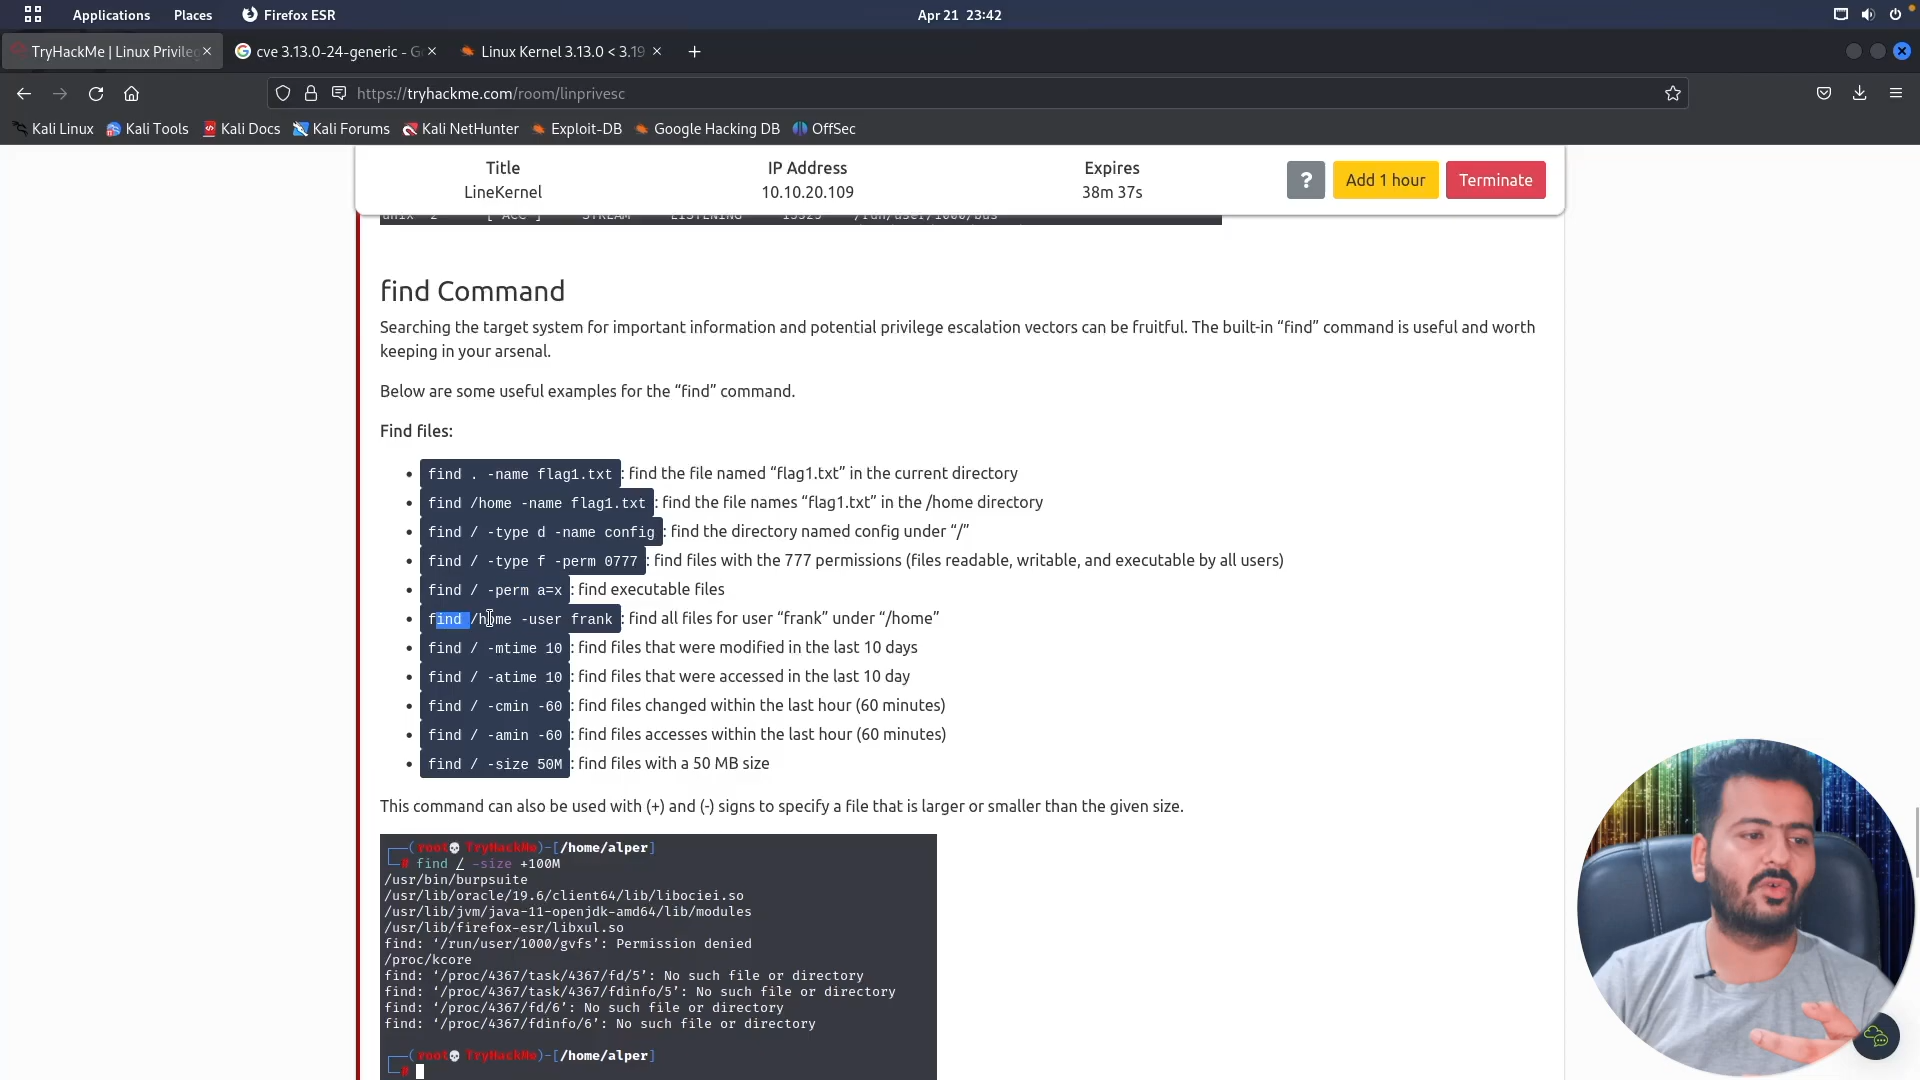 Applications Places Firefox ESR Apr 21 23:42
TryHackMe | Linux Privileg cve 3.13.0-24-generic - G Linux Kernel 3.13.0 < 3.19
https://tryhackme.com/room/linprivesc
Kali Linux Kali Tools Kali Docs Kali Forums Kali NetHunter Exploit-DB Google Hacking DB OffSec
Title IP Address Expires
LineKernel 10.10.20.109 38m 37s ? Add 1 hour Terminate
unix 2 [ ACC ] STREAM LISTENING 15525 /run/user/1000/bus
find Command
Searching the target system for important information and potential privilege escalation vectors can be fruitful. The built-in “find” command is useful and worth
keeping in your arsenal.
Below are some useful examples for the “find” command.
Find files:
• find . -name flag1.txt : find the file named “flag1.txt” in the current directory
• find /home -name flag1.txt : find the file names “flag1.txt” in the /home directory
• find / -type d -name config : find the directory named config under “/”
• find / -type f -perm 0777 : find files with the 777 permissions (files readable, writable, and executable by all users)
• find / -perm a=x : find executable files
• find /home -user frank : find all files for user “frank” under “/home”
• find / -mtime 10 : find files that were modified in the last 10 days
• find / -atime 10 : find files that were accessed in the last 10 day
• find / -cmin -60 : find files changed within the last hour (60 minutes)
• find / -amin -60 : find files accesses within the last hour (60 minutes)
• find / -size 50M : find files with a 50 MB size
This command can also be used with (+) and (-) signs to specify a file that is larger or smaller than the given size.
(root💀 TryHackMe)-[/home/alper]
# find / -size +100M
/usr/bin/burpsuite
/usr/lib/oracle/19.6/client64/lib/libociei.so
/usr/lib/jvm/java-11-openjdk-amd64/lib/modules
/usr/lib/firefox-esr/libxul.so
find: ‘/run/user/1000/gvfs’: Permission denied
/proc/kcore
find: ‘/proc/4367/task/4367/fd/5’: No such file or directory
find: ‘/proc/4367/task/4367/fdinfo/5’: No such file or directory
find: ‘/proc/4367/fd/6’: No such file or directory
find: ‘/proc/4367/fdinfo/6’: No such file or directory
(root💀 TryHackMe)-[/home/alper]
#